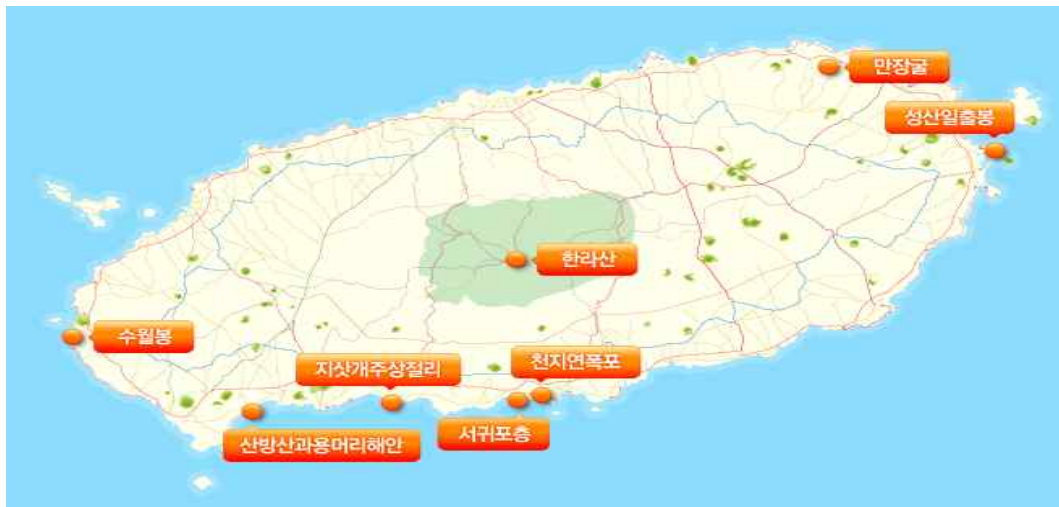 만장굴
성산일출봉
한라산
수월봉
지삿개주상절리
천지연폭포
서귀포층
산방산과용머리해안